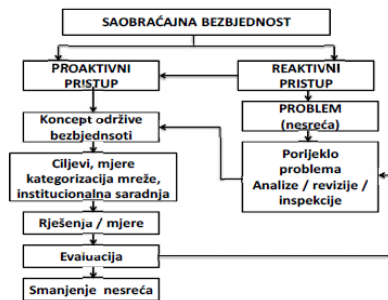 SAOBRAĆAJNA BEZBJEDNOST
PROAKTIVNI
PRISTUP
REAKTIVNI
PRISTUP
Koncept održive
bezbjednsoti
PROBLEM
(nesreća)
Ciljevi, mjere
kategorizacija mreže,
institucionalna saradnja
Porijeklo
problema
Analize / revizije /
inspekcije
Rješenja / mjere
Evaluacija
Smanjenje nesreća